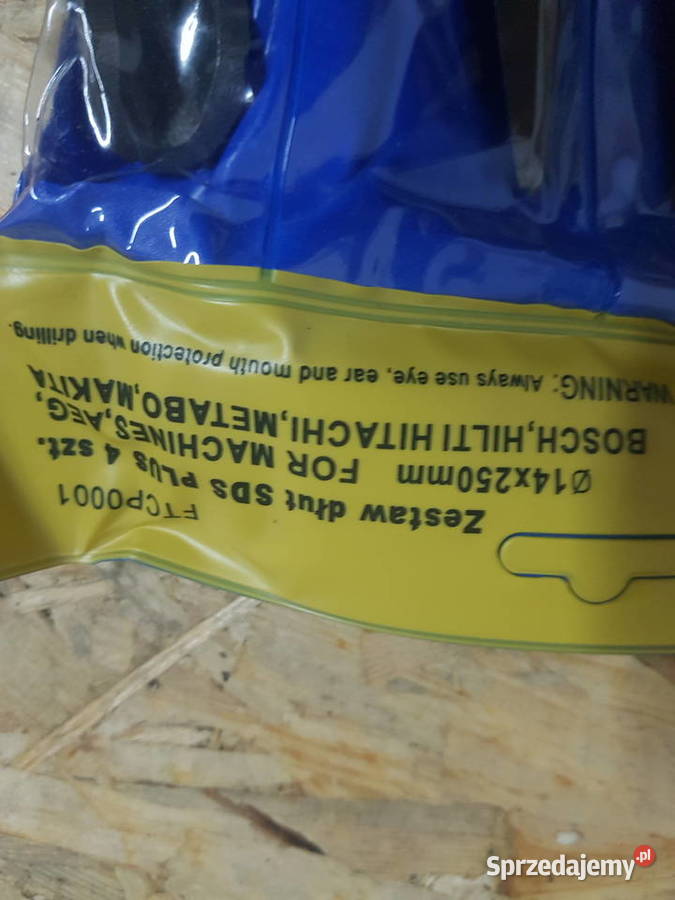 FTCP0001
Zestaw dłut SDS PLUS 4 szt.
Ø14x250mm FOR MACHINES,AEG,
BOSCH,HILTI HITACHI,METABO,MAKITA
WARNING: Always use eye, ear and mouth protection when drilling.
Sprzedajemy.pl